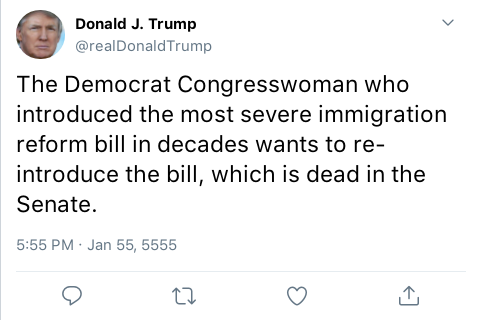 Donald J. Trump
@realDonaldTrump
The Democrat Congresswoman who
introduced the most severe immigration
reform bill in decades wants to re-
introduce the bill, which is dead in the
Senate.
5:55 PM · Jan 55, 5555